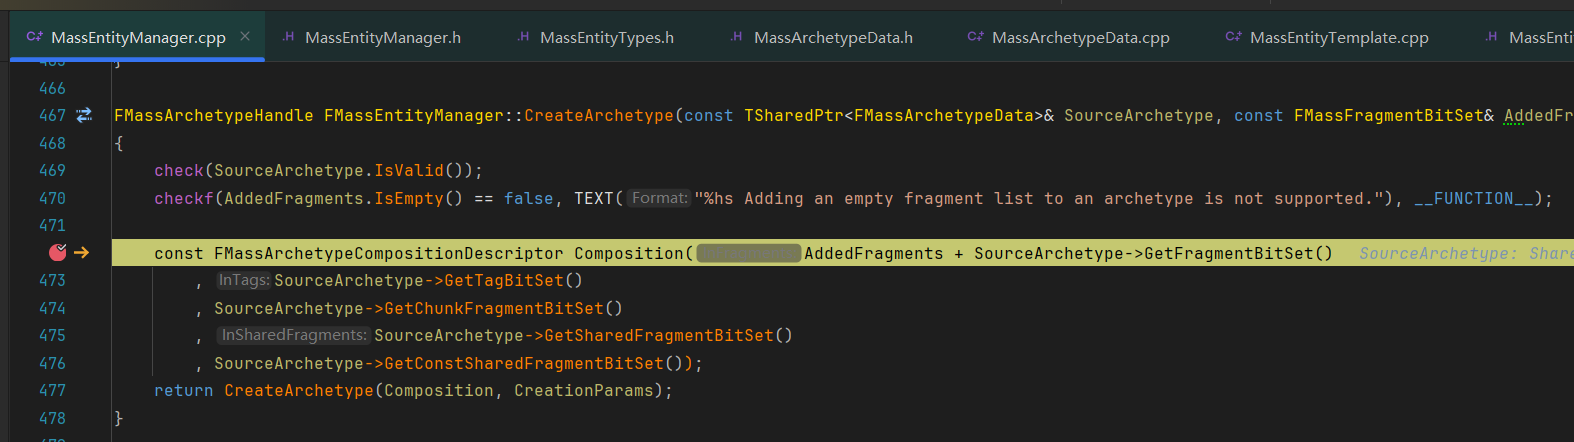 MassEntityManager.cpp × .H MassEntityManager.h .H MassEntityTypes.h .H MassArchetypeData.h C++ MassArchetypeData.cpp C++ MassEntityTemplate.cpp .H MassEnti
465 }
466
467 FMassArchetypeHandle FMassEntityManager::CreateArchetype(const TSharedPtr<FMassArchetypeData>& SourceArchetype, const FMassFragmentBitSet& AddedFr
468 {
469 check(SourceArchetype.IsValid());
470 checkf(AddedFragments.IsEmpty() == false, TEXT( Format: "%hs Adding an empty fragment list to an archetype is not supported."), __FUNCTION__);
471
const FMassArchetypeCompositionDescriptor Composition( AddedFragments + SourceArchetype->GetFragmentBitSet() SourceArchetype: Share
473 , InTags: SourceArchetype->GetTagBitSet()
474 , SourceArchetype->GetChunkFragmentBitSet()
475 , InSharedFragments: SourceArchetype->GetSharedFragmentBitSet()
476 , SourceArchetype->GetConstSharedFragmentBitSet());
477 return CreateArchetype(Composition, CreationParams);
478 }